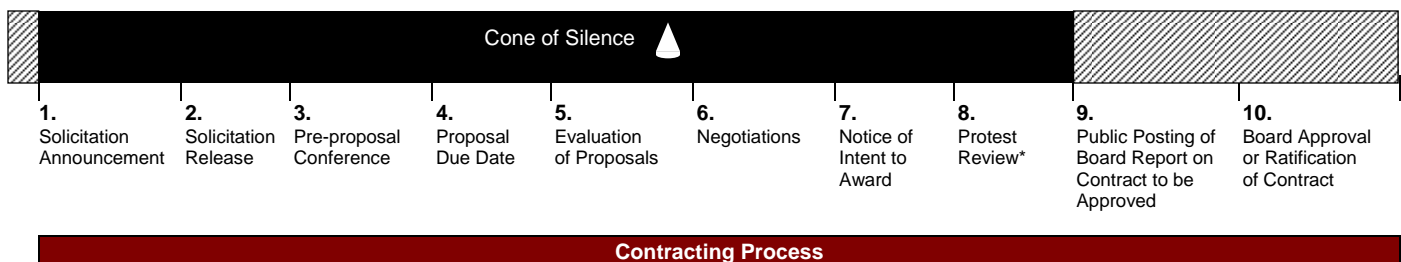 Cone of Silence
1.
Solicitation
Announcement
2.
Solicitation
Release
3.
Pre-proposal
Conference
4.
Proposal
Due Date
5.
Evaluation
of Proposals
6.
Negotiations
7.
Notice of
Intent to
Award
8.
Protest
Review*
9.
Public Posting of
Board Report on
Contract to be
Approved
10.
Board Approval
or Ratification
of Contract
Contracting Process